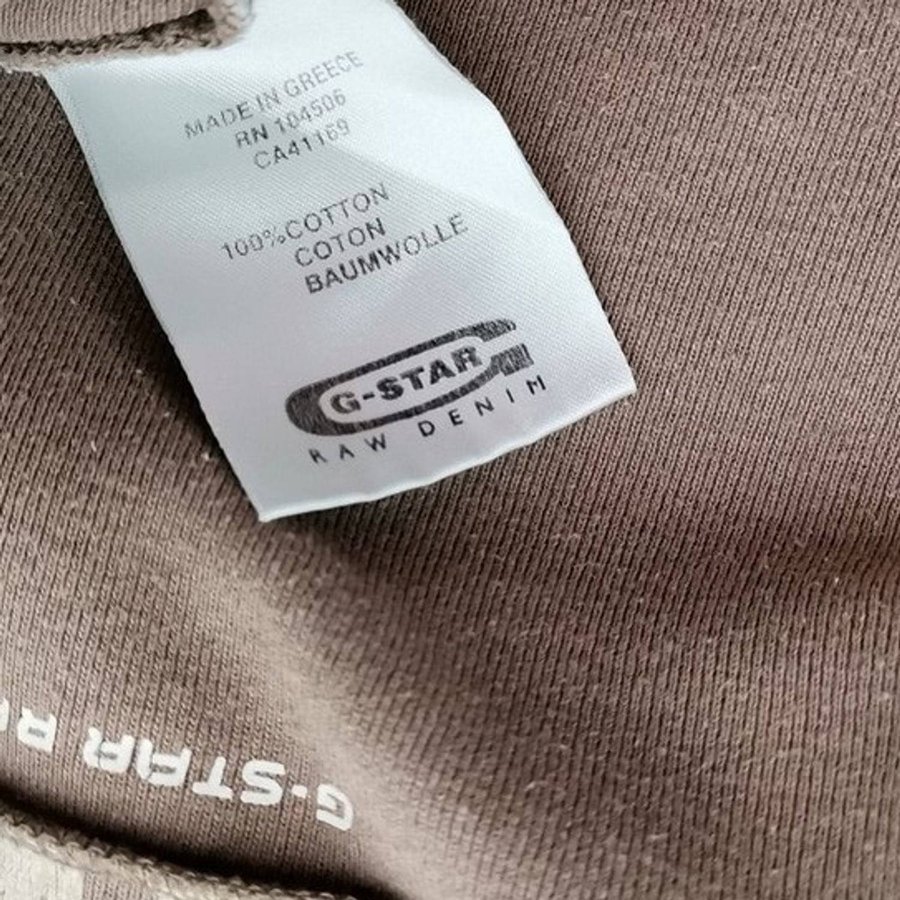 MADE IN GREECE
RN 104506
CA41169
100%COTTON
COTON
BAUMWOLLE
G-STAR
RAW DENIM
G-STAR R